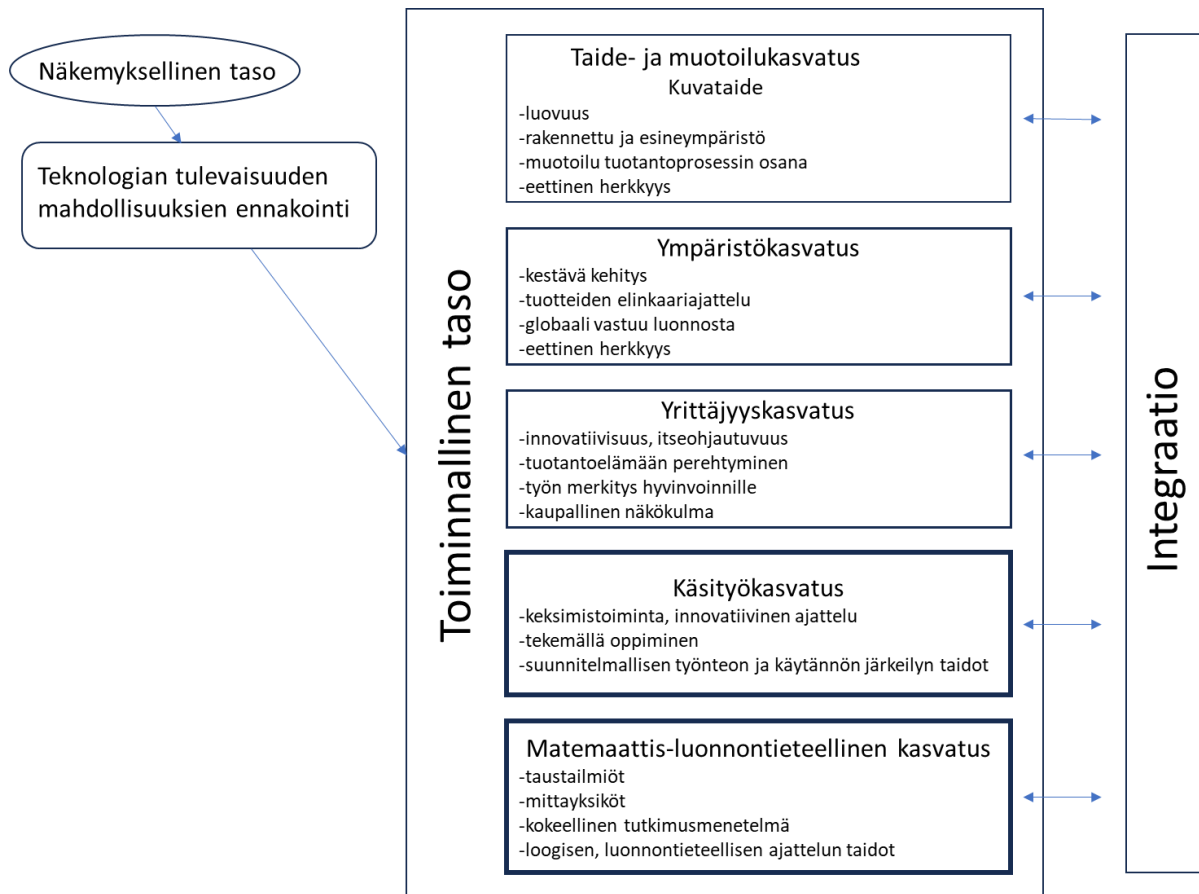 Näkemyksellinen taso
Teknologian tulevaisuuden
mahdollisuuksien ennakointi
Toiminnallinen taso
Taide- ja muotoilukasvatus
Kuvataide
-luovuus
-rakennettu ja esineympäristö
-muotoilu tuotantoprosessin osana
-eettinen herkkyys
Ympäristökasvatus
-kestävä kehitys
-tuotteiden elinkaariajattelu
-globaali vastuu luonnosta
-eettinen herkkyys
Yrittäjyyskasvatus
-innovatiivisuus, itseohjautuvuus
-tuotantoelämään perehtyminen
-työn merkitys hyvinvoinnille
-kaupallinen näkökulma
Käsityökasvatus
-keksimistoiminta, innovatiivinen ajattelu
-tekemällä oppiminen
-suunnitelmallisen työnteon ja käytännön järkeilyn taidot
Matemaattis-luonnontieteellinen kasvatus
-taustailmiöt
-mittayksiköt
-kokeellinen tutkimusmenetelmä
-loogisen, luonnontieteellisen ajattelun taidot
Integraatio